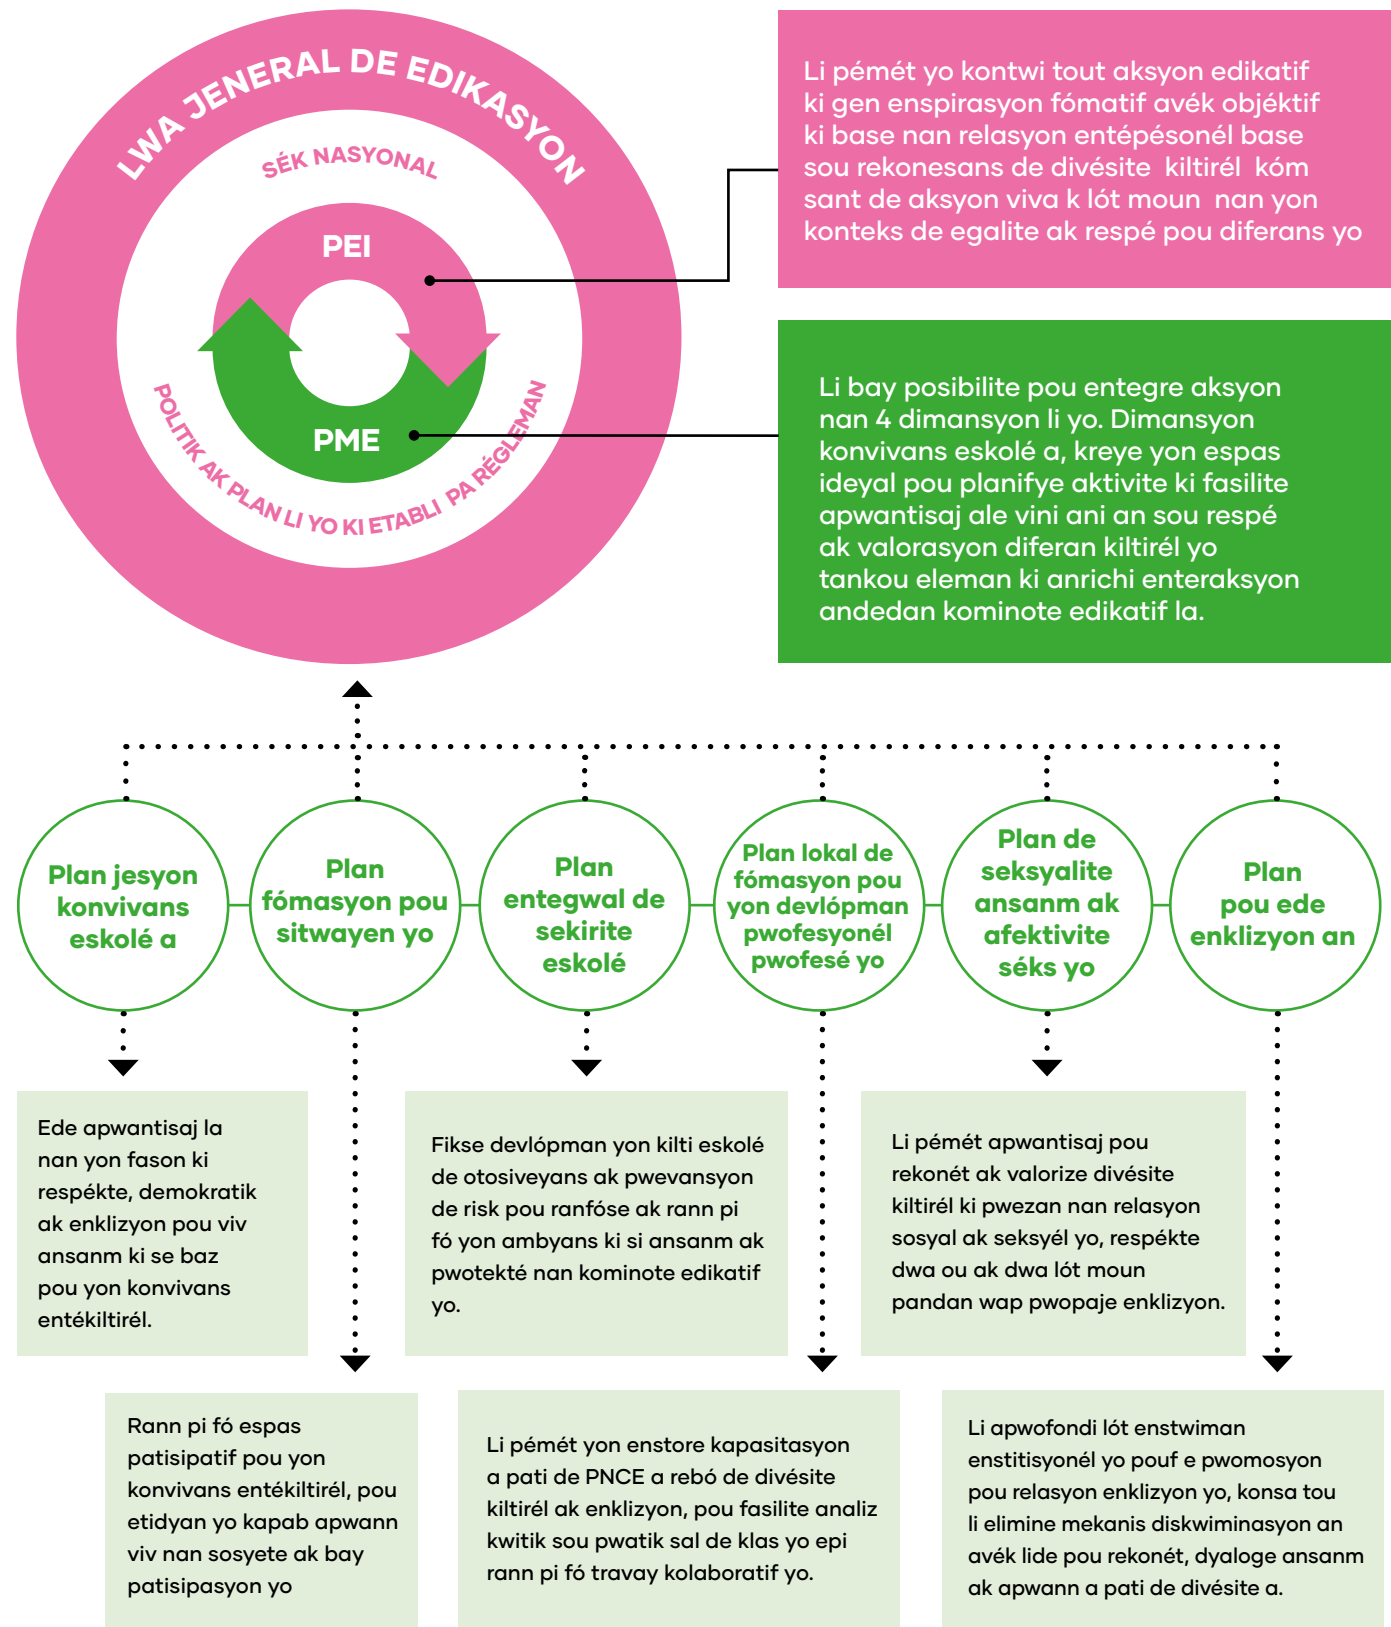 LWA JENERAL DE EDIKASYON
SÉK NASYONAL
PEI
PME
POLITIK AK PLAN LI YO KI ETABLI PA RÉGLEMAN
Li pémét yo kontwi tout aksyon edikatif
ki gen enspirasyon fómatif avék objéktif
ki base nan relasyon entépésonél base
sou rekonesans de divésite kiltirél kóm
sant de aksyon viva k lót moun nan yon
konteks de egalite ak respé pou diferans yo
Li bay posibilite pou entegre aksyon
nan 4 dimansyon li yo. Dimansyon
konvivans eskolé a, kreye yon espas
ideyal pou planifye aktivite ki fasilite
apwantisaj ale vini ani an sou respé
ak valorasyon diferan kiltirél yo
tankou eleman ki anrichi enteraksyon
andedan kominote edikatif la.
Plan jesyon
konvivans
eskolé a
Plan
fómasyon pou
sitwayen yo
Plan
entegwal de
sekirite
eskolé
Plan lokal de
fómasyon pou
yon devlópman
pwofesyonél
pwofesé yo
Plan de
seksyalite
ansanm ak
afektivite
séks yo
Plan
pou ede
enklizyon an
Ede apwantisaj la
nan yon fason ki
respékte, demokratik
ak enklizyon pou viv
ansanm ki se baz
pou yon konvivans
entékiltirél.
Fikse devlópman yon kilti eskolé
de otosiveyans ak pwevansyon
de risk pou ranfóse ak rann pi
fó yon ambyans ki si ansanm ak
pwotekté nan kominote edikatif
yo.
Li pémét apwantisaj pou
rekonét ak valorize divésite
kiltirél ki pwezan nan relasyon
sosyal ak seksyél yo, respékte
dwa ou ak dwa lót moun
pandan wap pwopaje enklizyon.
Rann pi fó espas
patisipatif pou yon
konvivans entékiltirél, pou
etidyan yo kapab apwann
viv nan sosyete ak bay
patisipasyon yo
Li pémét yon enstore kapasitasyon
a pati de PNCE a rebó de divésite
kiltirél ak enklizyon, pou fasilite analiz
kwitik sou pwatik sal de klas yo epi
rann pi fó travay kolaboratif yo.
Li apwofondi lót enstwiman
enstitisyonél yo pouf e pwomosyon
pou relasyon enklizyon yo, konsa tou
li elimine mekanis diskwiminasyon an
avék lide pou rekonét, dyaloge ansanm
ak apwann a pati de divésite a.